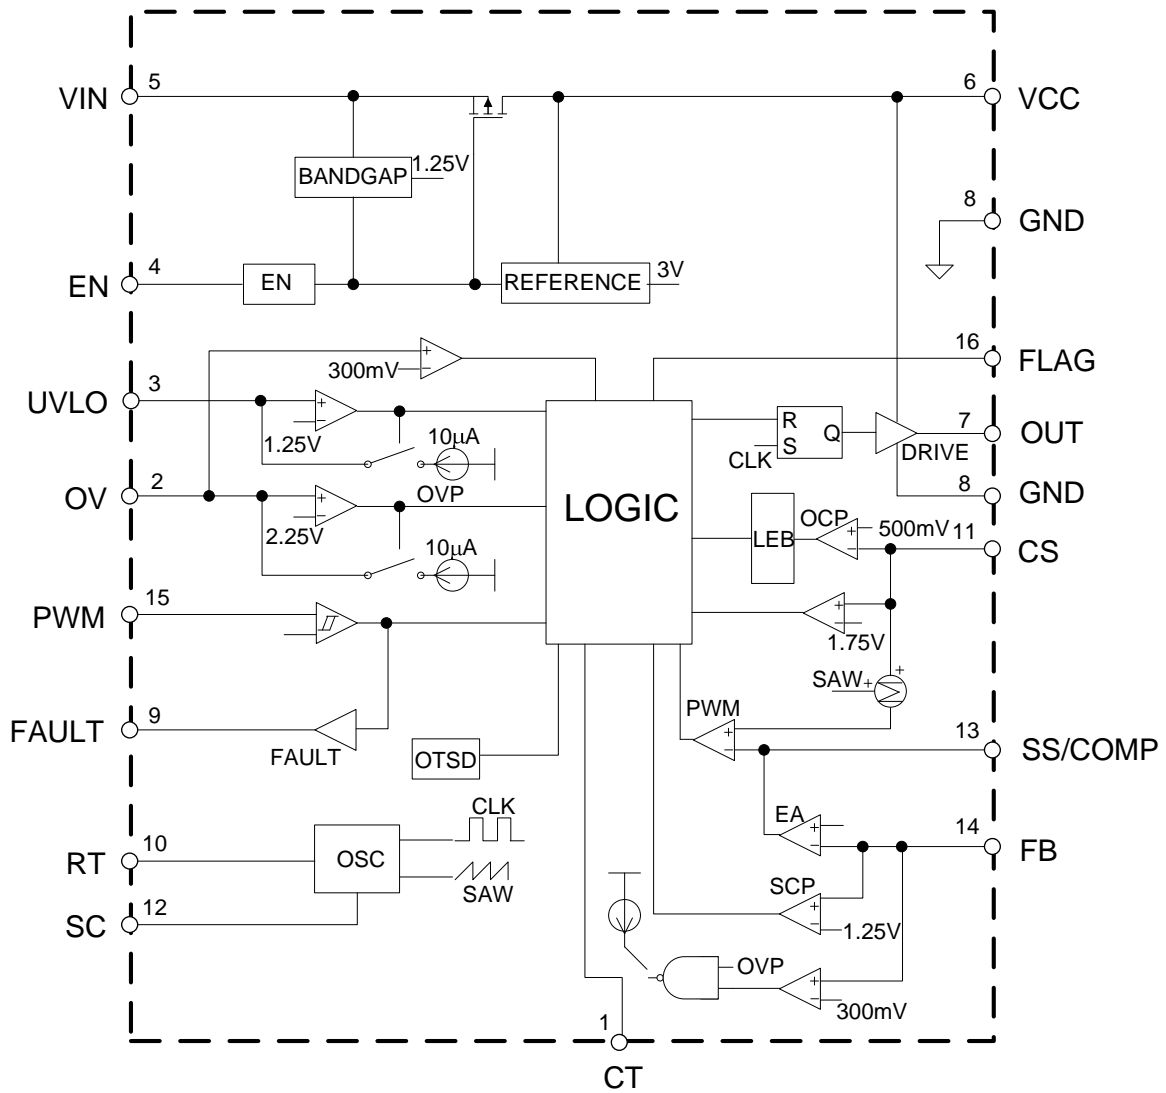 5
6
VIN
VCC
1.25V
BANDGAP
8
GND
4
EN
EN
REFERENCE
3V
16
FLAG
300mV
+
−
3
UVLO
+
−
1.25V
10μA
R
S
Q
CLK
DRIVE
7
OUT
2
OV
+
−
2.25V
OVP
LOGIC
8
GND
10μA
LEB
OCP
+
−
500mV
11
CS
15
PWM
+
−
1.75V
SAW
+
+
Σ
9
FAULT
FAULT
OTSD
PWM
+
−
13
SS/COMP
CLK
EA
+
−
14
FB
10
RT
OSC
SAW
SCP
+
−
1.25V
12
SC
OVP
+
−
300mV
1
CT